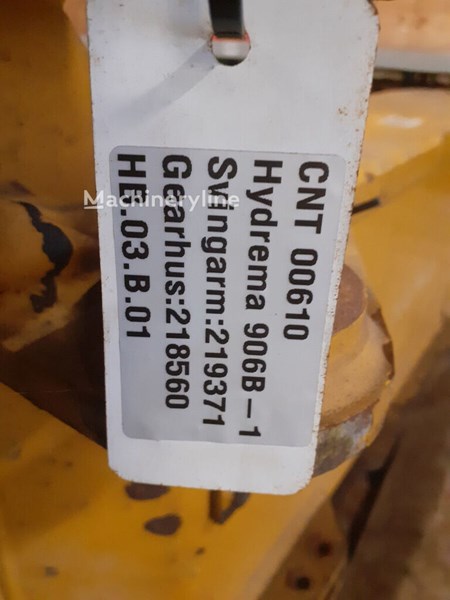 CNT 00610
Hydrema 906B-1
Svingarm:219371
Gearhus:218560
HE.03.B.01
Machineryline